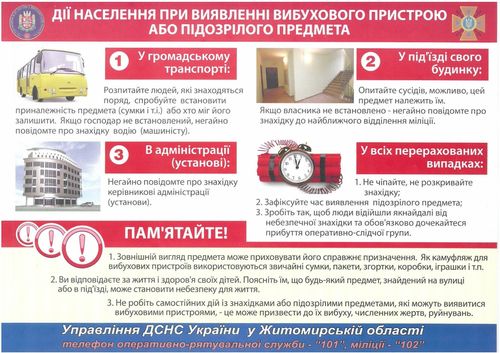 ДІЇ НАСЕЛЕННЯ ПРИ ВИЯВЛЕННІ ВИБУХОВОГО ПРИСТРОЮ
АБО ПІДОЗРІЛОГО ПРЕДМЕТА
1
У громадському
транспорті:
Розпитайте людей, які знаходяться
поряд, спробуйте встановити
приналежність предмета (сумки і т.і.) або хто міг його
залишити. Якщо господар не встановлений, негайно
повідомте про знахідку водію (машиністу).
2
У під'їзді свого
будинку:
Опитайте сусідів, можливо, цей
предмет належить їм.
Якщо власника не встановлено - негайно повідомте про
знахідку до найближчого відділення міліції.
3
В адміністрації
(установі):
Негайно повідомте про знахідку
керівникові адміністрації
(установи).
У всіх перерахованих
випадках:
1. Не чіпайте, не розкривайте
знахідку;
2. Зафіксуйте час виявлення підозрілого предмета;
3. Зробіть так, щоб люди відійшли якнайдалі від
небезпечної знахідки та обов'язково дочекайтеся
прибуття оперативно-слідчої групи.
ПАМ'ЯТАЙТЕ!
1. Зовнішній вигляд предмета може приховувати його справжнє призначення. Як камуфляж для
вибухових пристроїв використовуються звичайні сумки, пакети, згортки, коробки, іграшки і т.п.
2. Ви відповідаєте за життя і здоров'я своїх дітей. Поясніть їм, що будь-який предмет, знайдений на вулиці
або в під'їзді, може становити небезпеку для життя.
3. Не робіть самостійних дій із знахідками або підозрілими предметами, які можуть виявитися
вибуховими пристроями, - це може призвести до їх вибуху, численних жертв, руйнувань.
Управління ДСНС України у Житомирській області
телефон оперативно-рятувальної служби - "101", міліції - "102"